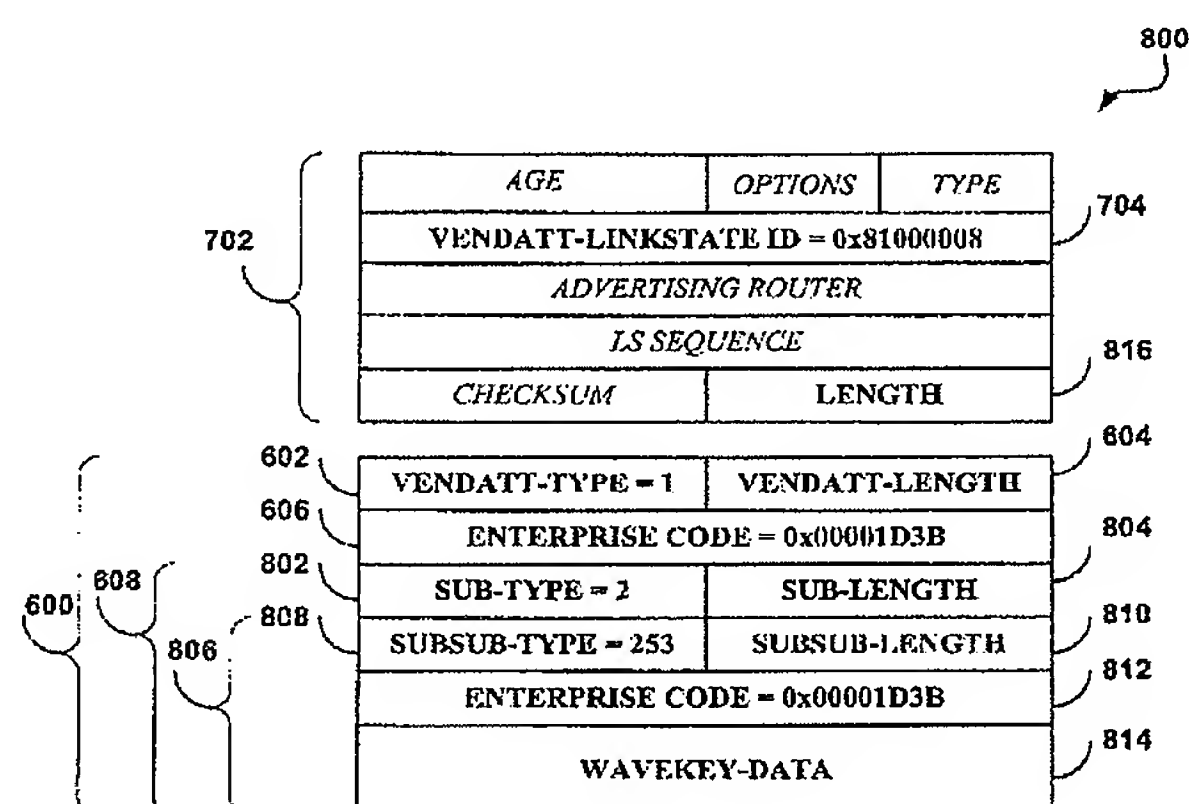 800
AGE OPTIONS TYPE
704
702 VENDATT-LINKSTATE ID = 0x81000008
ADVERTISING ROUTER
LS SEQUENCE
816
CHECKSUM LENGTH
604
602 VENDATT-TYPE = 1 VENDATT-LENGTH
606 ENTERPRISE CODE = 0x00001D3B
804
802 SUB-TYPE = 2 SUB-LENGTH
600 608 808 810
806 SUBSUB-TYPE = 253 SUBSUB-LENGTH
812
ENTERPRISE CODE = 0x00001D3B
814
WAVEKEY-DATA